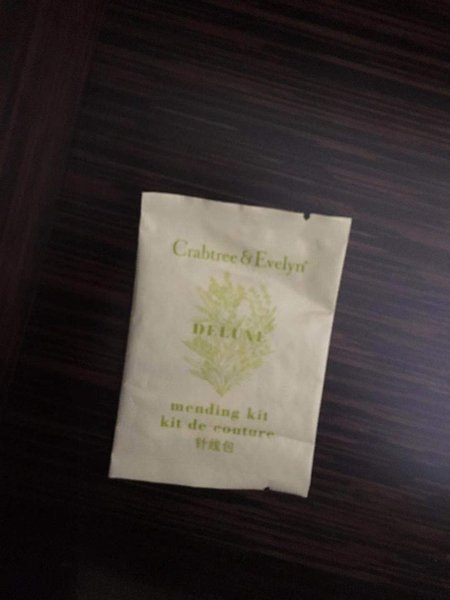 Crabtree & Evelyn®
DELUXE
mending kit
kit de couture
针线包